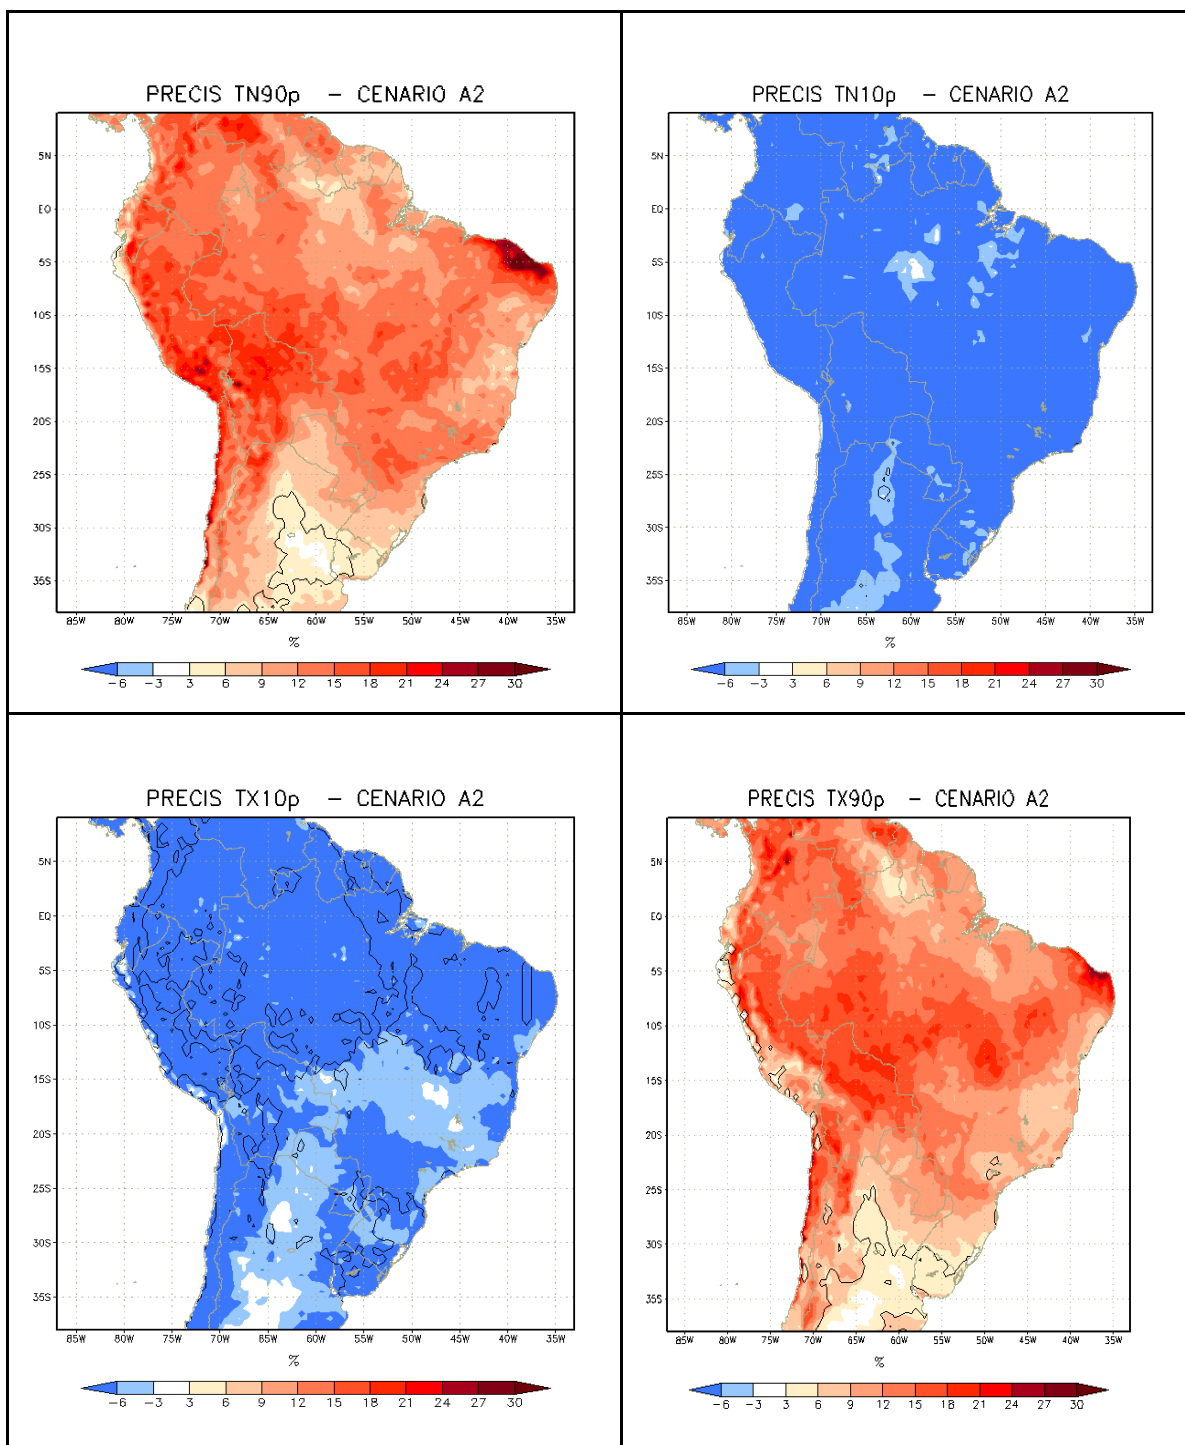 PRECIS TN90p – CENARIO A2
5N
EQ
5S
10S
15S
20S
25S
30S
35S
85W 80W 75W 70W 65W 60W 55W 50W 45W 40W 35W
%
−6 −3 3 6 9 12 15 18 21 24 27 30
PRECIS TN10p – CENARIO A2
5N
EQ
5S
10S
15S
20S
25S
30S
35S
85W 80W 75W 70W 65W 60W 55W 50W 45W 40W 35W
%
−6 −3 3 6 9 12 15 18 21 24 27 30
PRECIS TX10p – CENARIO A2
5N
EQ
5S
10S
15S
20S
25S
30S
35S
85W 80W 75W 70W 65W 60W 55W 50W 45W 40W 35W
%
−6 −3 3 6 9 12 15 18 21 24 27 30
PRECIS TX90p – CENARIO A2
5N
EQ
5S
10S
15S
20S
25S
30S
35S
85W 80W 75W 70W 65W 60W 55W 50W 45W 40W 35W
%
−6 −3 3 6 9 12 15 18 21 24 27 30